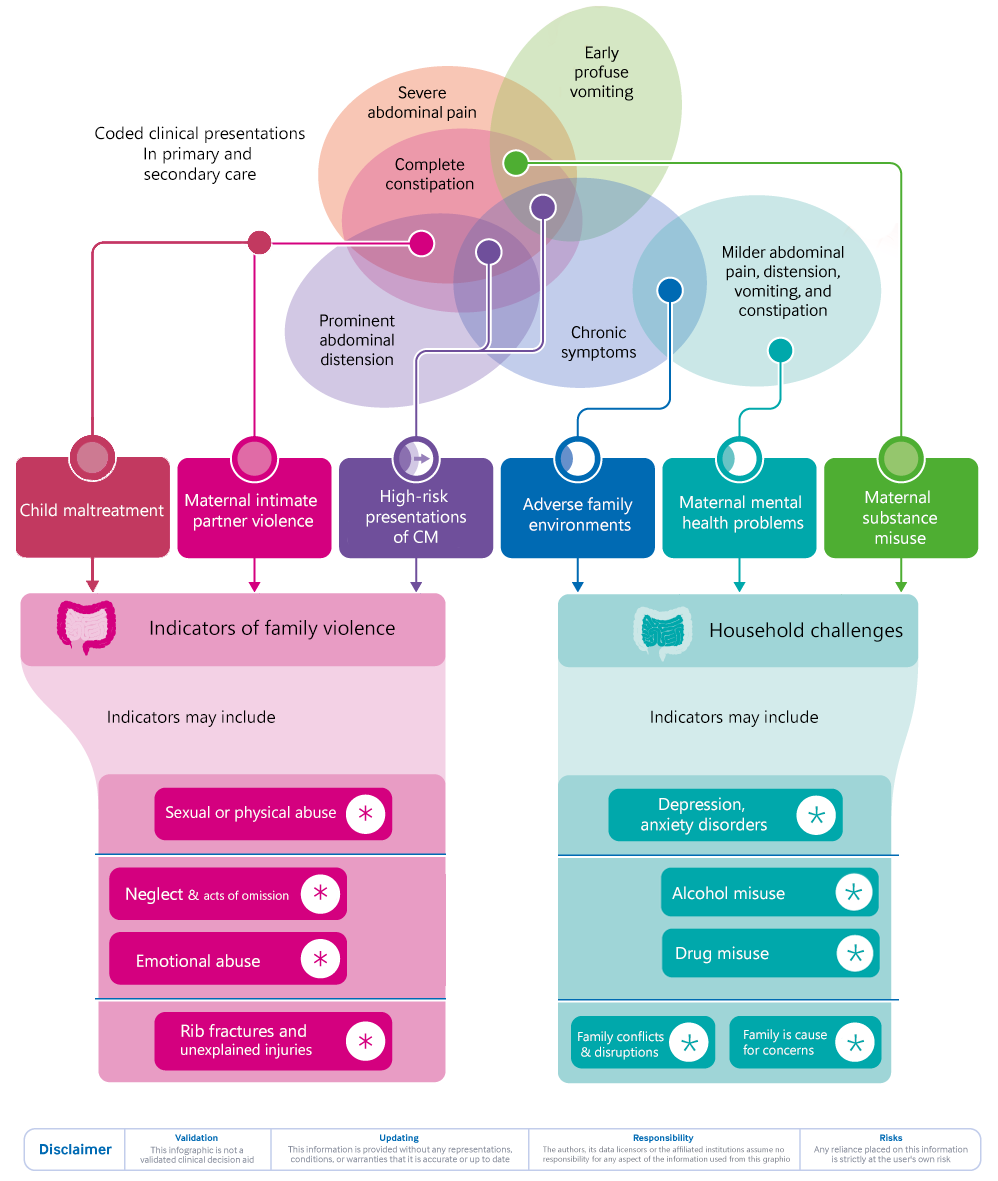 Early
profuse
vomiting
Severe
abdominal pain
Coded clinical presentations
In primary and
secondary care
Complete
constipation
Milder abdominal
pain, distension,
vomiting, and
constipation
Prominent
abdominal
distension
Chronic
symptoms
Child maltreatment
Maternal intimate
partner violence
High-risk
presentations
of CM
Adverse family
environments
Maternal mental
health problems
Maternal
substance
misuse
Indicators of family violence
Household challenges
Indicators may include
Indicators may include
Sexual or physical abuse *
Depression,
anxiety disorders *
Neglect & acts of omission *
Alcohol misuse *
Emotional abuse *
Drug misuse *
Rib fractures and
unexplained injuries *
Family conflicts
& disruptions *
Family is cause
for concerns *
Disclaimer
Validation
This infographic is not a
validated clinical decision aid
Updating
This information is provided without any representations,
conditions, or warranties that it is accurate or up to date
Responsibility
The authors, its data licensors or the affiliated institutions assume no
responsibility for any aspect of the information used from this graphio
Risks
Any reliance placed on this information
is strictly at the user's own risk